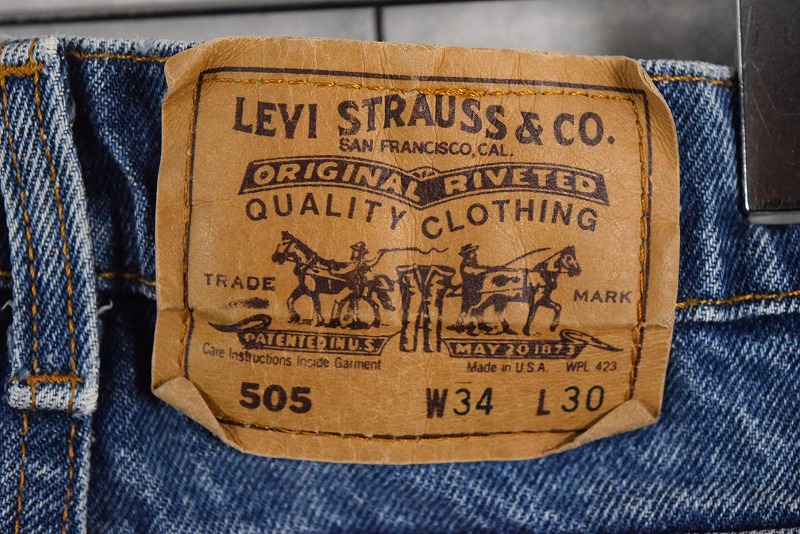 LEVI STRAUSS & CO.
SAN FRANCISCO, CAL.
ORIGINAL RIVETED
QUALITY CLOTHING
TRADE MARK
PATENTED IN U.S. MAY 20 1873
Care Instructions Inside Garment Made in U.S.A. WPL 423
505 W34 L30